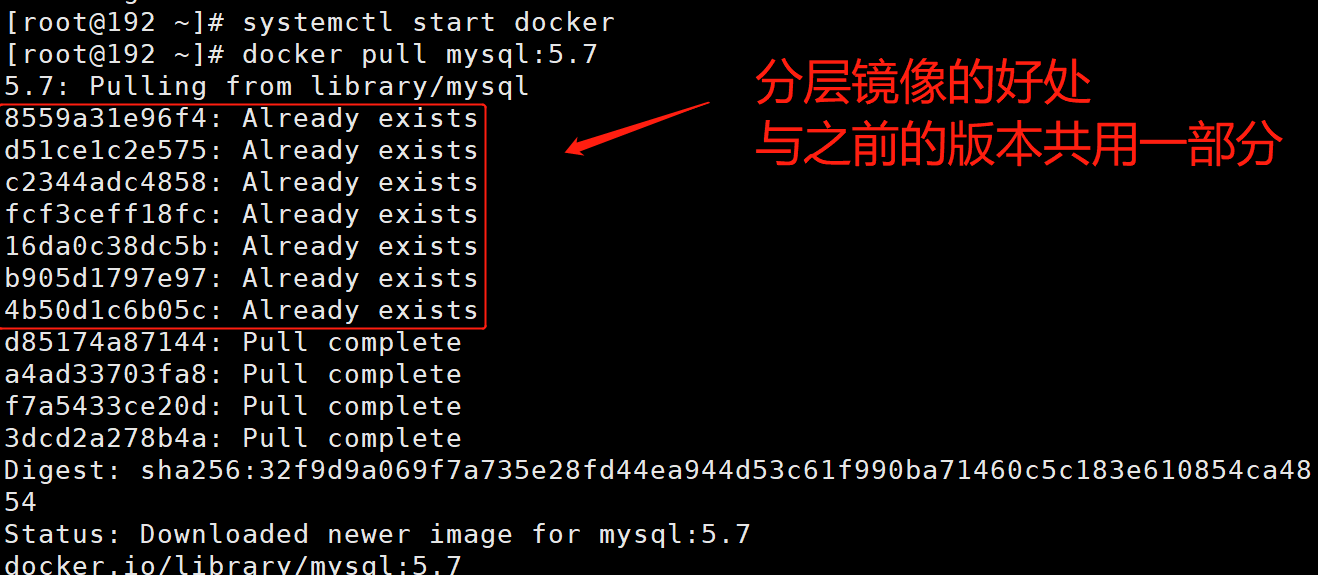 [root@192 ~]# systemctl start docker
[root@192 ~]# docker pull mysql:5.7
5.7: Pulling from library/mysql
8559a31e96f4: Already exists
d51ce1c2e575: Already exists
c2344adc4858: Already exists
fcf3ceff18fc: Already exists
16da0c38dc5b: Already exists
b905d1797e97: Already exists
4b50d1c6b05c: Already exists
d85174a87144: Pull complete
a4ad33703fa8: Pull complete
f7a5433ce20d: Pull complete
3dcd2a278b4a: Pull complete
Digest: sha256:32f9d9a069f7a735e28fd44ea944d53c61f990ba71460c5c183e610854ca48
54
Status: Downloaded newer image for mysql:5.7
docker.io/library/mysql:5.7
分层镜像的好处
与之前的版本共用一部分